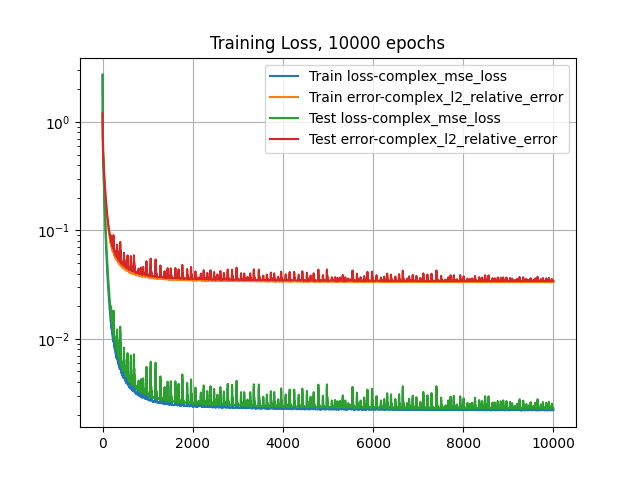 Training Loss, 10000 epochs
Train loss-complex_mse_loss
Train error-complex_l2_relative_error
Test loss-complex_mse_loss
Test error-complex_l2_relative_error
10⁰
10⁻¹
10⁻²
0 2000 4000 6000 8000 10000